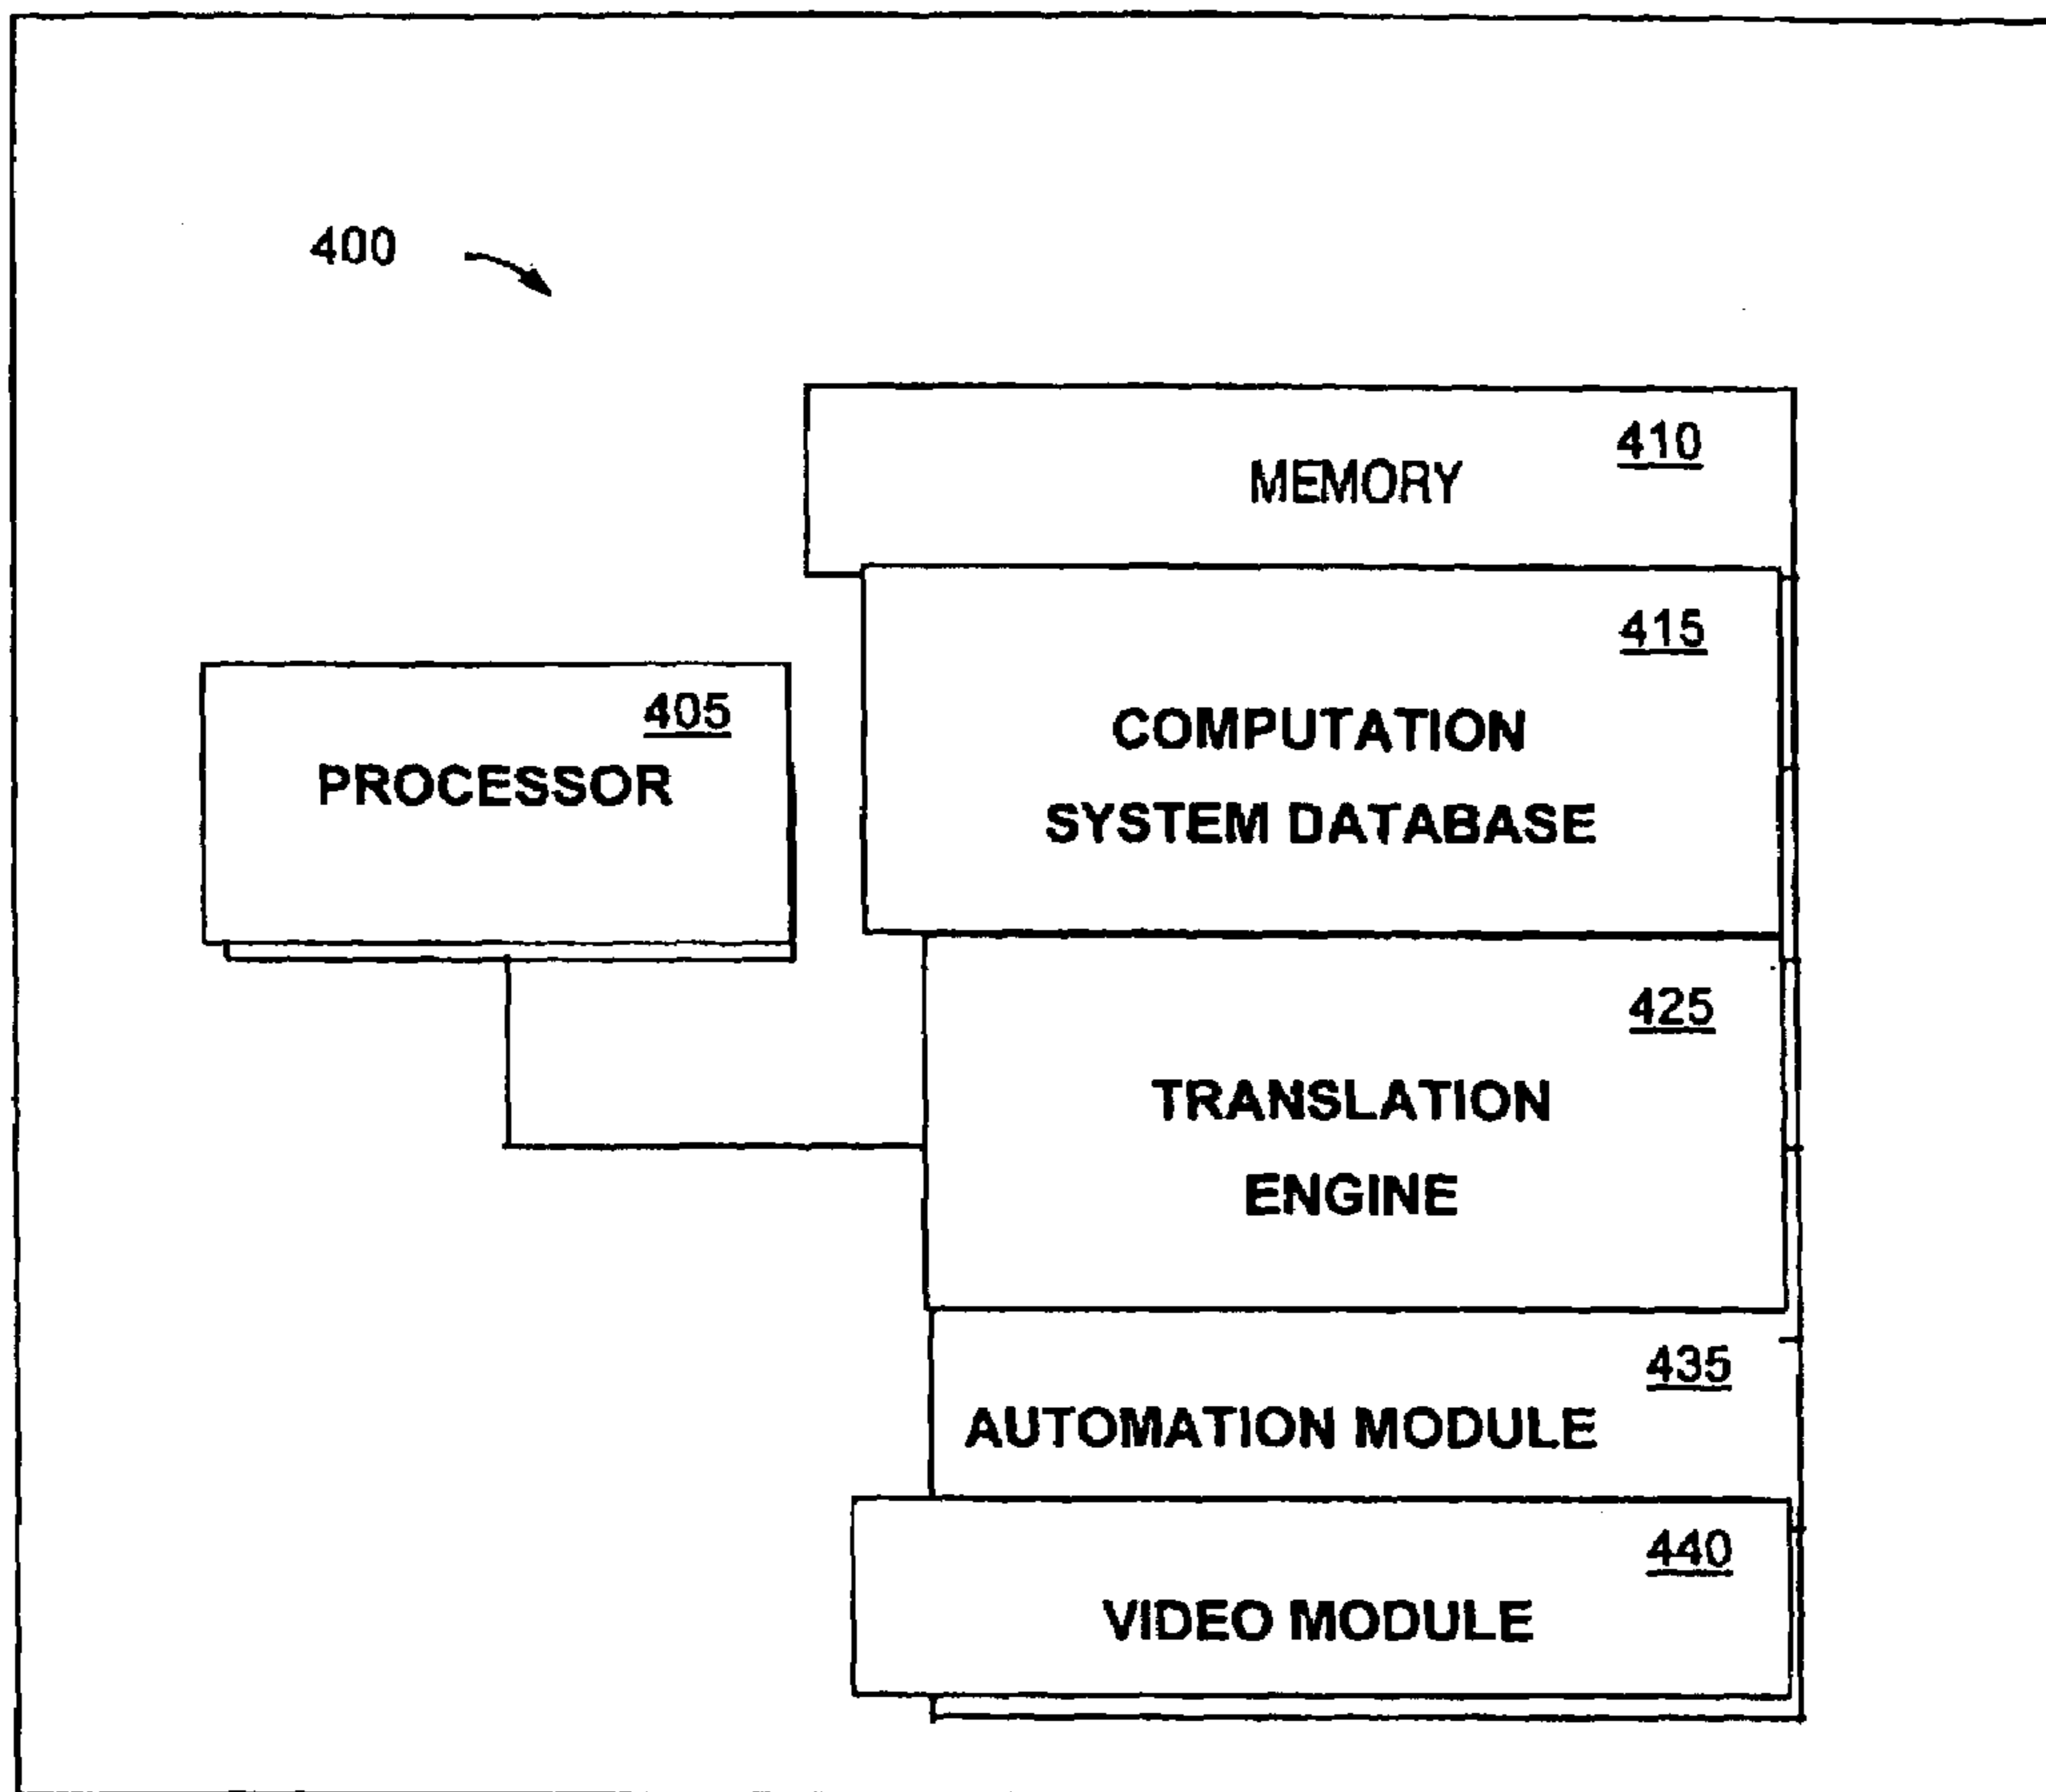 400
410
MEMORY
415
COMPUTATION
SYSTEM DATABASE
405
PROCESSOR
425
TRANSLATION
ENGINE
435
AUTOMATION MODULE
440
VIDEO MODULE